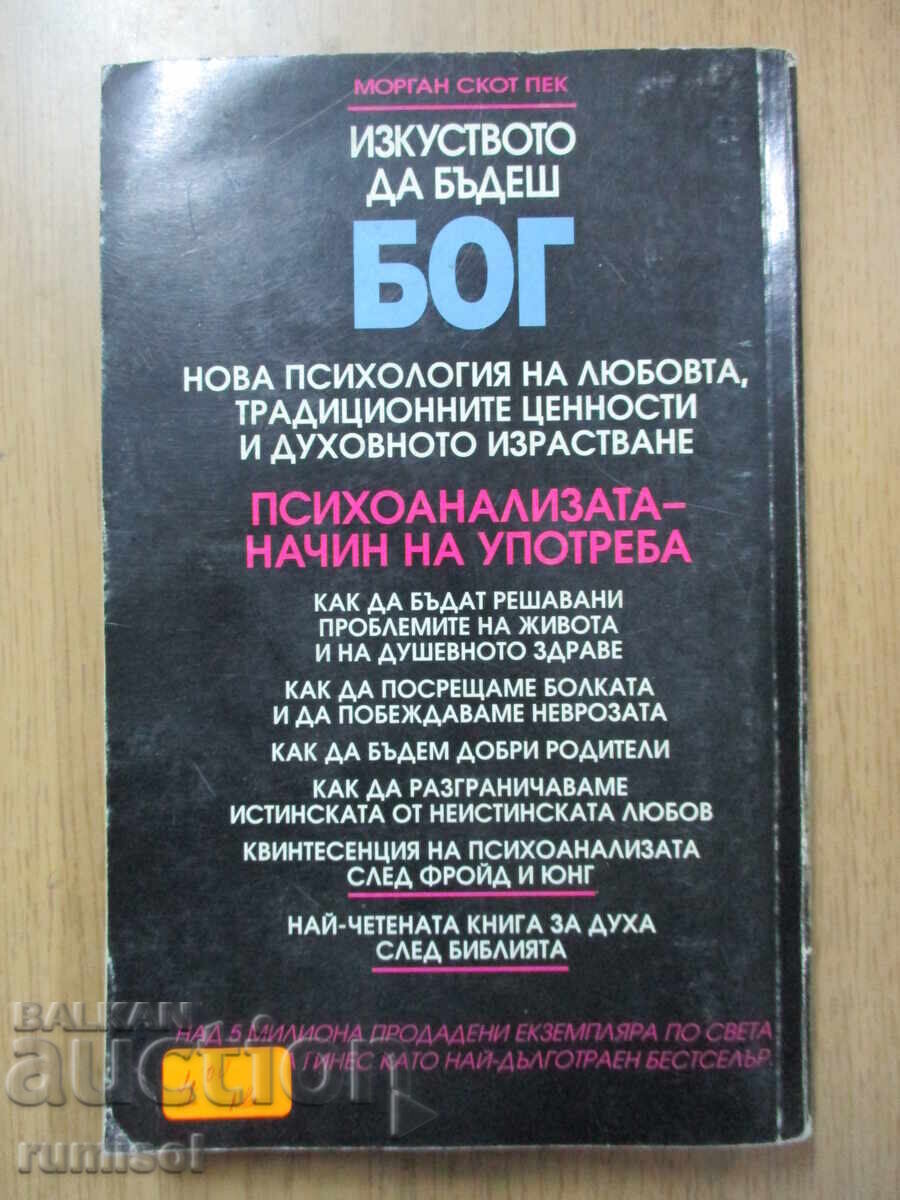 МОРГАН СКОТ ПЕК
ИЗКУСТВОТО
ДА БЪДЕШ
БОГ
НОВА ПСИХОЛОГИЯ НА ЛЮБОВТА,
ТРАДИЦИОННИТЕ ЦЕННОСТИ
И ДУХОВНОТО ИЗРАСТВАНЕ
ПСИХОАНАЛИЗАТА–
НАЧИН НА УПОТРЕБА
КАК ДА БЪДАТ РЕШАВАНИ
ПРОБЛЕМИТЕ НА ЖИВОТА
И НА ДУШЕВНОТО ЗДРАВЕ
КАК ДА ПОСРЕЩАМЕ БОЛКАТА
И ДА ПОБЕЖДАВАМЕ НЕВРОЗАТА
КАК ДА БЪДЕМ ДОБРИ РОДИТЕЛИ
КАК ДА РАЗГРАНИЧАВАМЕ
ИСТИНСКАТА ОТ НЕИСТИНСКАТА ЛЮБОВ
КВИНТЕСЕНЦИЯ НА ПСИХОАНАЛИЗАТА
СЛЕД ФРОЙД И ЮНГ
НАЙ-ЧЕТЕНАТА КНИГА ЗА ДУХА
СЛЕД БИБЛИЯТА
НАД 5 МИЛИОНА ПРОДАДЕНИ ЕКЗЕМПЛЯРА ПО СВЕТА
ГИНЕС КАТО НАЙ-ДЪЛГОТРАЕН БЕСТСЕЛЪР
BALKAN
auction
rumisol